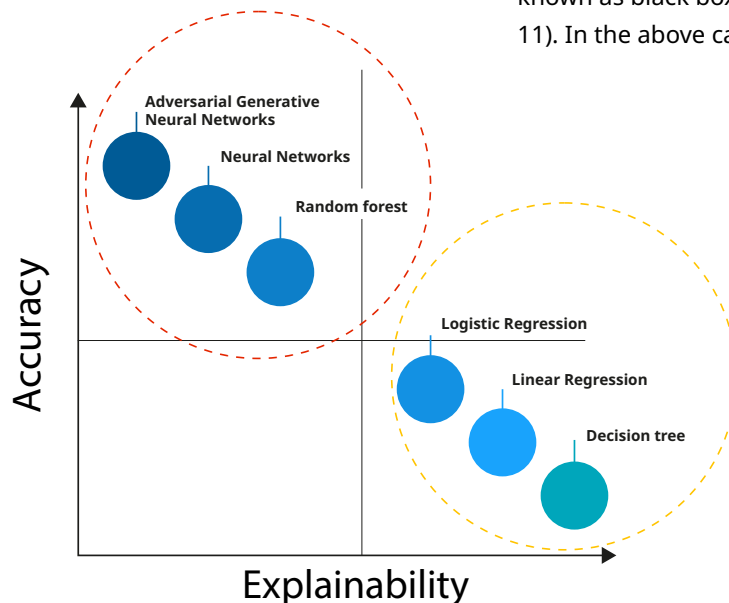 known as black box
11). In the above ca
Adversarial Generative
Neural Networks
Neural Networks
Random forest
Logistic Regression
Linear Regression
Decision tree
Accuracy
Explainability